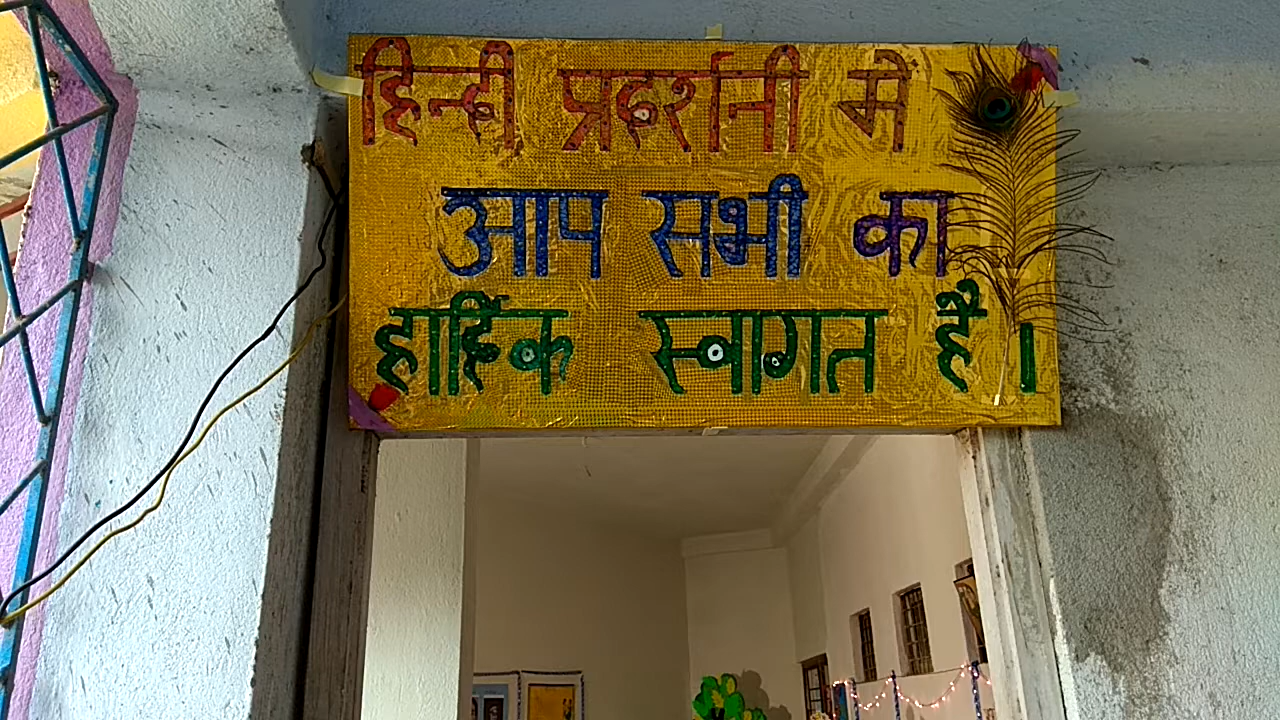 हिन्दी प्रदर्शनी मे
आप सभी का
हार्दिक स्वागत है।